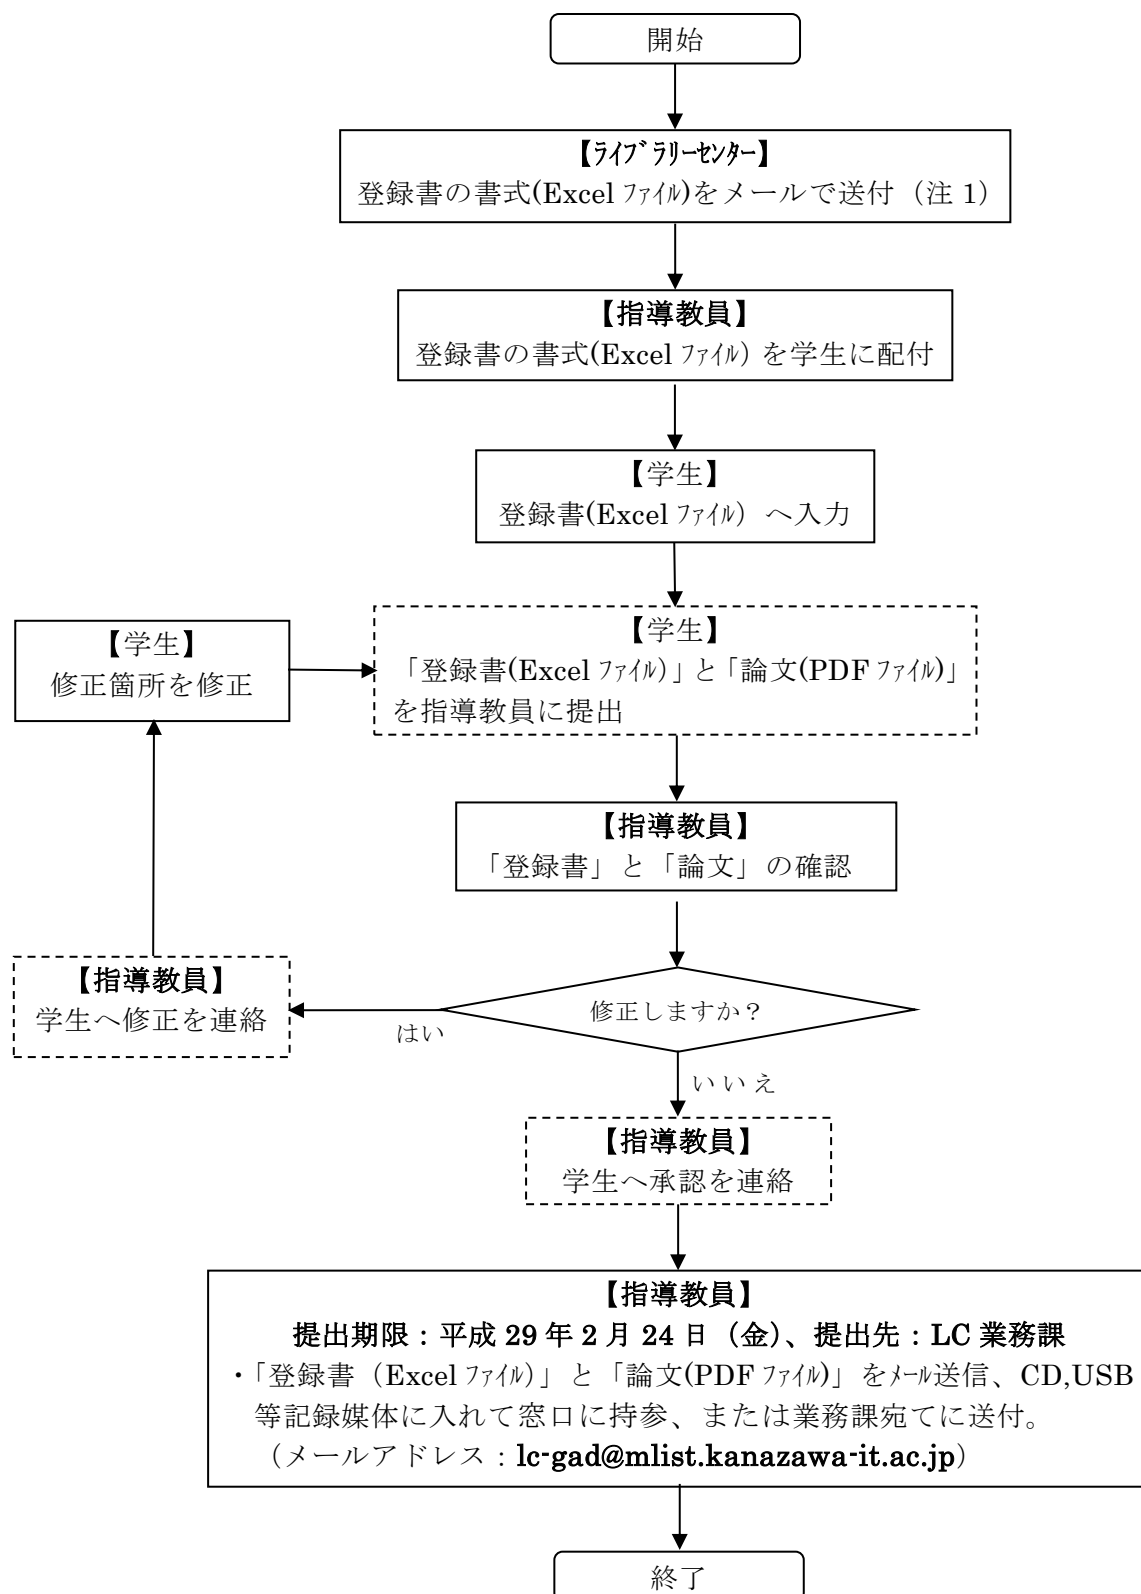 開始
【ライブラリーセンター】
登録書の書式(Excel ファイル)をメールで送付（注 1）
【指導教員】
登録書の書式(Excel ファイル) を学生に配付
【学生】
登録書(Excel ファイル) へ入力
【学生】
「登録書(Excel ファイル)」と「論文(PDF ファイル)」
を指導教員に提出
【学生】
修正箇所を修正
【指導教員】
「登録書」と「論文」の確認
修正しますか？
はい
【指導教員】
学生へ修正を連絡
いいえ
【指導教員】
学生へ承認を連絡
【指導教員】
提出期限：平成 29 年 2 月 24 日（金）、提出先：LC 業務課
・「登録書（Excel ファイル）」と「論文(PDF ファイル)」をメール送信、CD,USB
等記録媒体に入れて窓口に持参、または業務課宛てに送付。
（メールアドレス：lc-gad@mlist.kanazawa-it.ac.jp）
終了